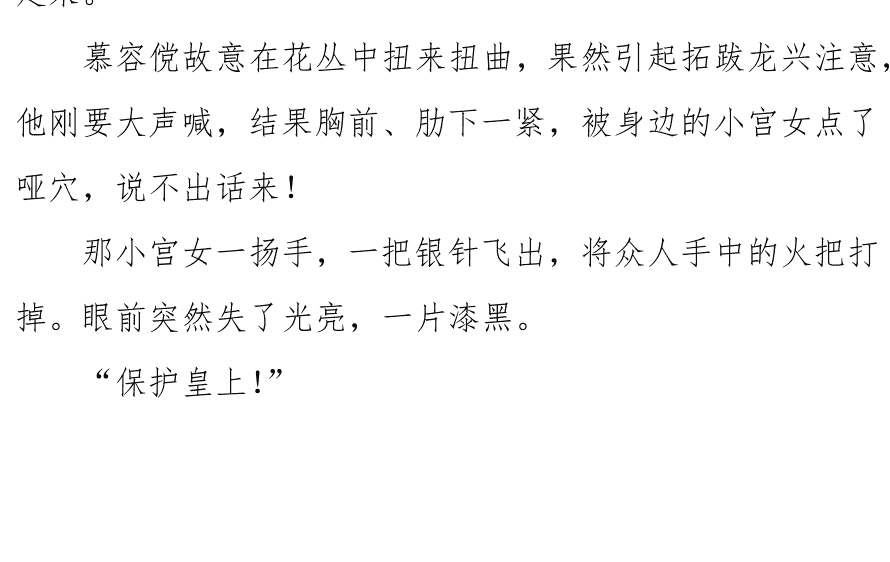 慕容傥故意在花丛中扭来扭曲，果然引起拓跋龙兴注意，
他刚要大声喊，结果胸前、肋下一紧，被身边的小宫女点了
哑穴，说不出话来！
那小宫女一扬手，一把银针飞出，将众人手中的火把打
掉。眼前突然失了光亮，一片漆黑。
“保护皇上！”